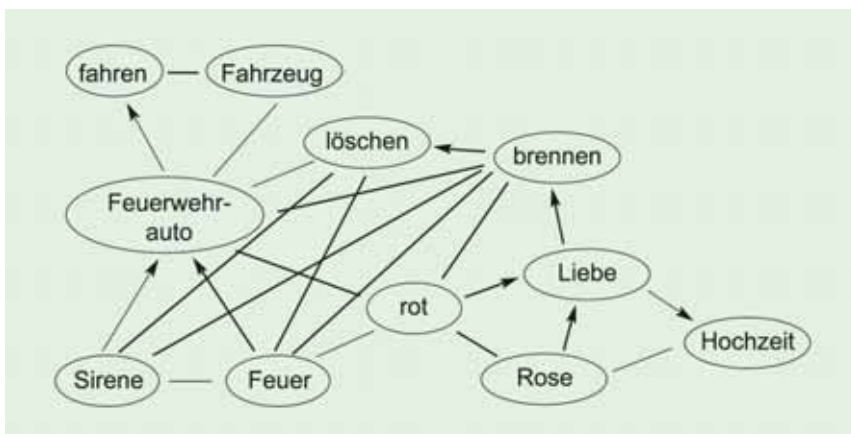 fahren
Fahrzeug
löschen
brennen
Feuerwehr-
auto
Liebe
rot
Hochzeit
Sirene
Feuer
Rose